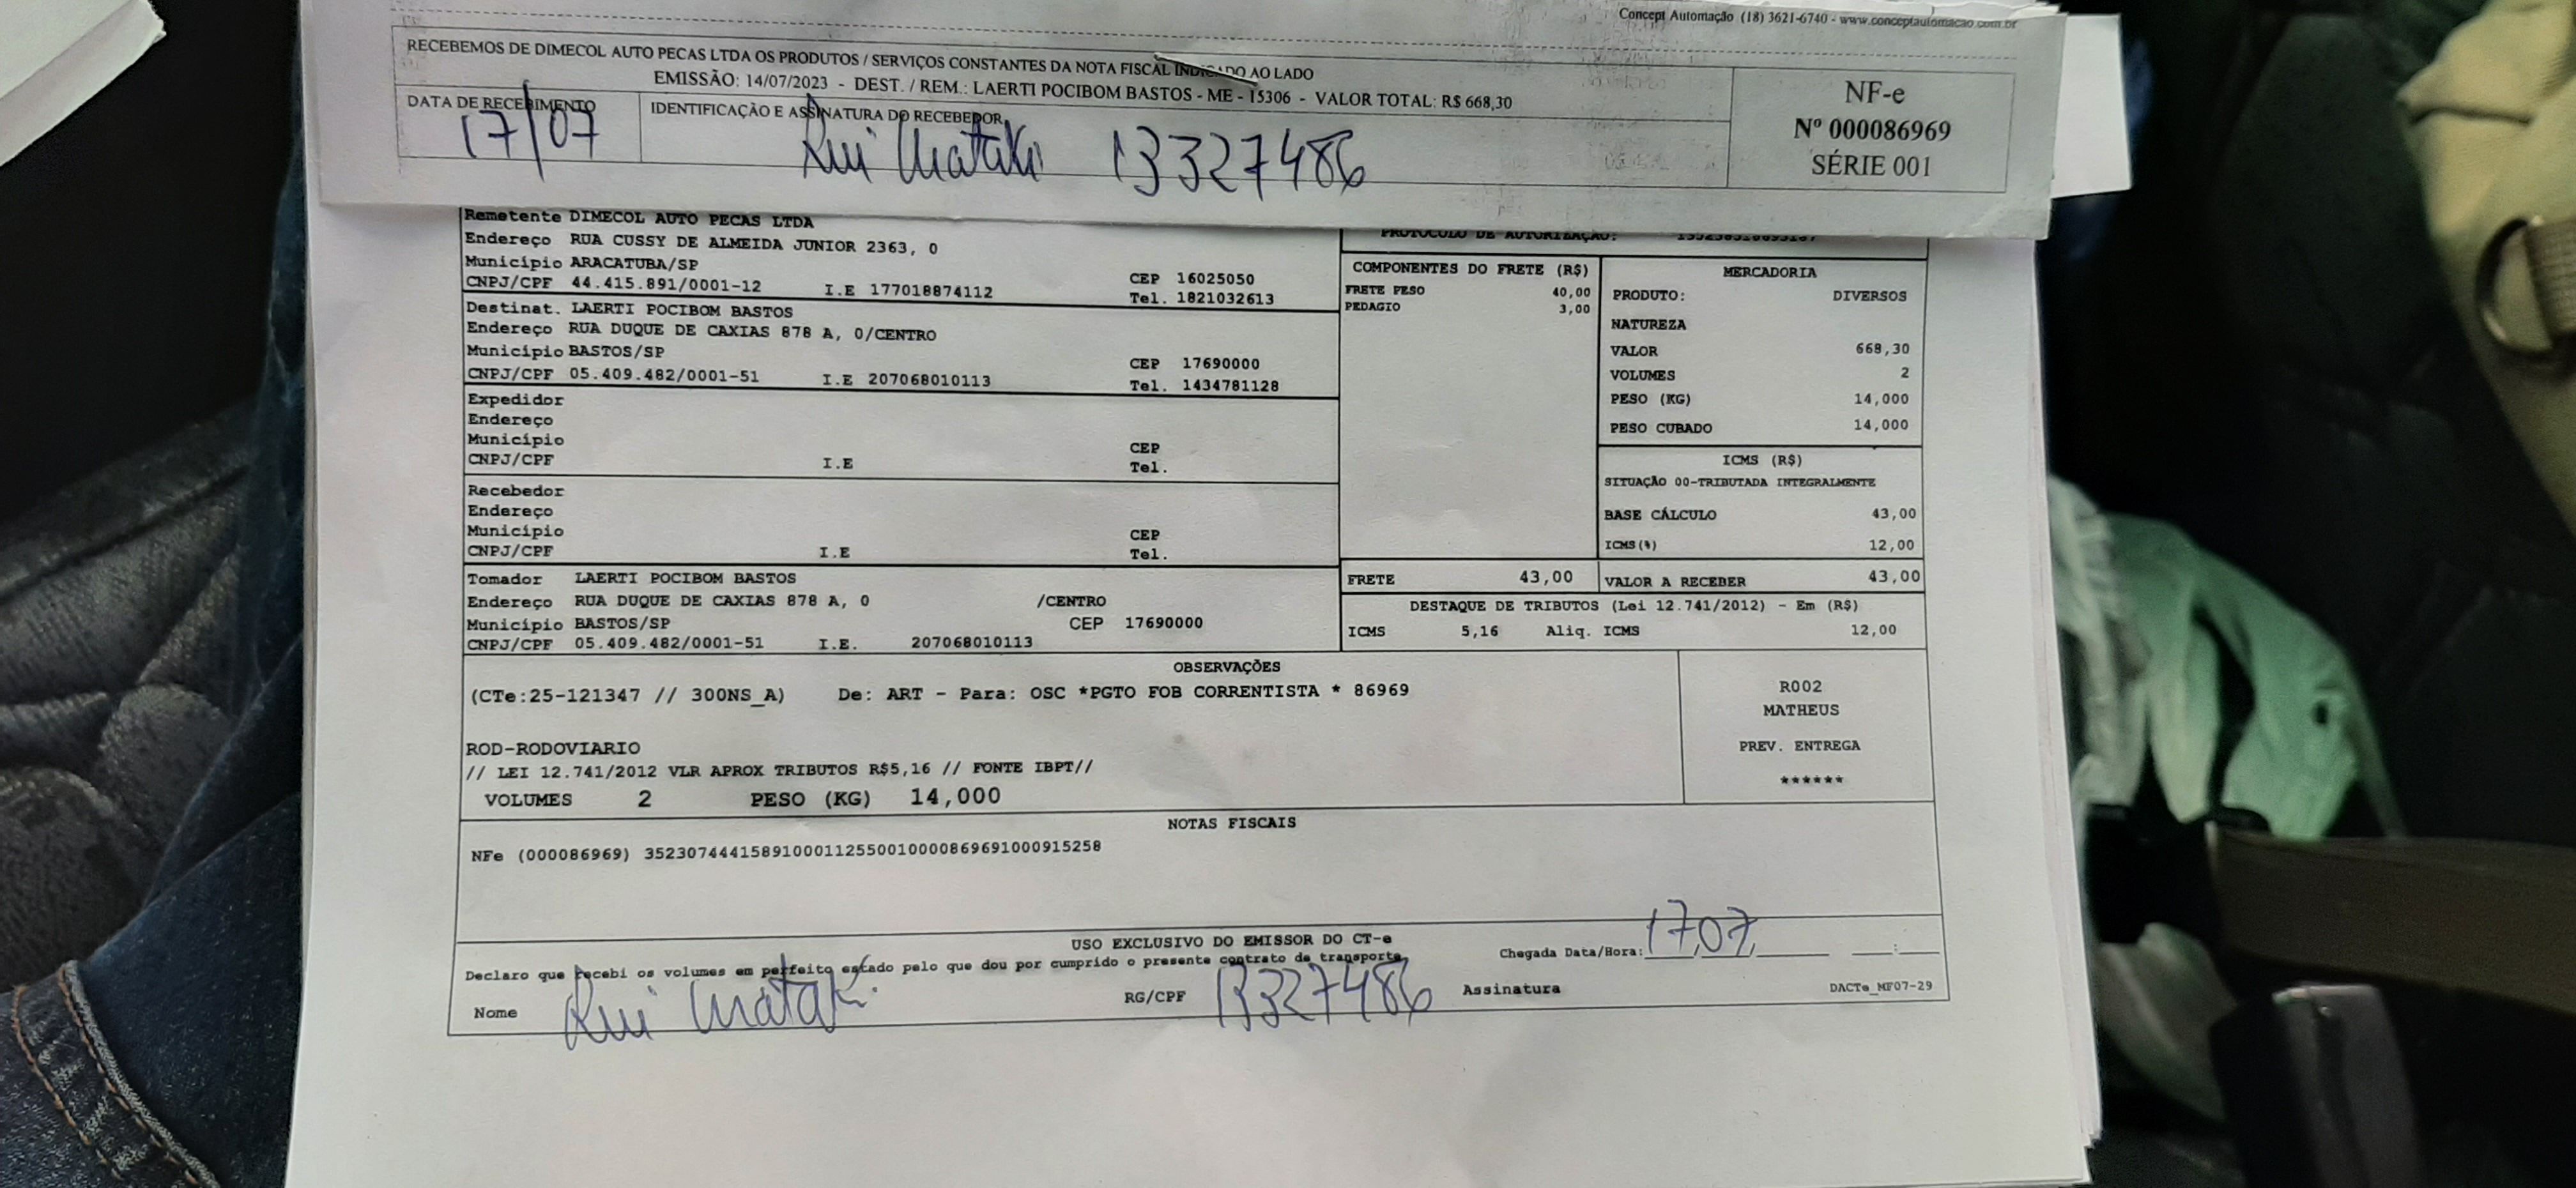 Concept Automação (18) 3621-6740 - www.conceptautomacao.com.br
RECEBEMOS DE DIMECOL AUTO PECAS LTDA OS PRODUTOS / SERVIÇOS CONSTANTES DA NOTA FISCAL INDICADO AO LADO
EMISSÃO: 14/07/2023 - DEST. / REM.: LAERTI POCIBOM BASTOS - ME - 15306 - VALOR TOTAL: R$ 668,30
DATA DE RECEBIMENTO
17/07
IDENTIFICAÇÃO E ASSINATURA DO RECEBEDOR
Rui Mataki 13327486
NF-e
Nº 000086969
SÉRIE 001
Remetente DIMECOL AUTO PECAS LTDA
Endereço RUA CUSSY DE ALMEIDA JUNIOR 2363, 0
Município ARACATUBA/SP
CEP 16025050
CNPJ/CPF 44.415.891/0001-12 I.E 177018874112 Tel. 1821032613
Destinat. LAERTI POCIBOM BASTOS
Endereço RUA DUQUE DE CAXIAS 878 A, 0/CENTRO
Município BASTOS/SP CEP 17690000
CNPJ/CPF 05.409.482/0001-51 I.E 207068010113 Tel. 1434781128
Expedidor
Endereço
Município CEP
CNPJ/CPF I.E Tel.
Recebedor
Endereço
Município CEP
CNPJ/CPF I.E Tel.
Tomador LAERTI POCIBOM BASTOS
Endereço RUA DUQUE DE CAXIAS 878 A, 0 /CENTRO
Município BASTOS/SP CEP 17690000
CNPJ/CPF 05.409.482/0001-51 I.E. 207068010113
PROTOCOLO DE AUTORIZAÇÃO:
COMPONENTES DO FRETE (R$)
FRETE PESO 40,00
PEDAGIO 3,00
MERCADORIA
PRODUTO: DIVERSOS
NATUREZA
VALOR 668,30
VOLUMES 2
PESO (KG) 14,000
PESO CUBADO 14,000
ICMS (R$)
SITUAÇÃO 00-TRIBUTADA INTEGRALMENTE
BASE CÁLCULO 43,00
ICMS(%) 12,00
FRETE 43,00
VALOR A RECEBER 43,00
DESTAQUE DE TRIBUTOS (Lei 12.741/2012) - Em (R$)
ICMS 5,16 Aliq. ICMS 12,00
OBSERVAÇÕES
(CTe:25-121347 // 300NS_A) De: ART - Para: OSC *PGTO FOB CORRENTISTA * 86969
ROD-RODOVIARIO
// LEI 12.741/2012 VLR APROX TRIBUTOS R$5,16 // FONTE IBPT//
VOLUMES 2 PESO (KG) 14,000
R002
MATHEUS
PREV. ENTREGA
******
NOTAS FISCAIS
NFe (000086969) 35230744415891000112550010000869691000915258
USO EXCLUSIVO DO EMISSOR DO CT-e
Declaro que recebi os volumes em perfeito estado pelo que dou por cumprido o presente contrato de transporte
Chegada Data/Hora: 17,07, ____ __:__
Nome Rui Mataki RG/CPF 13327486 Assinatura
DACTe_MF07-29